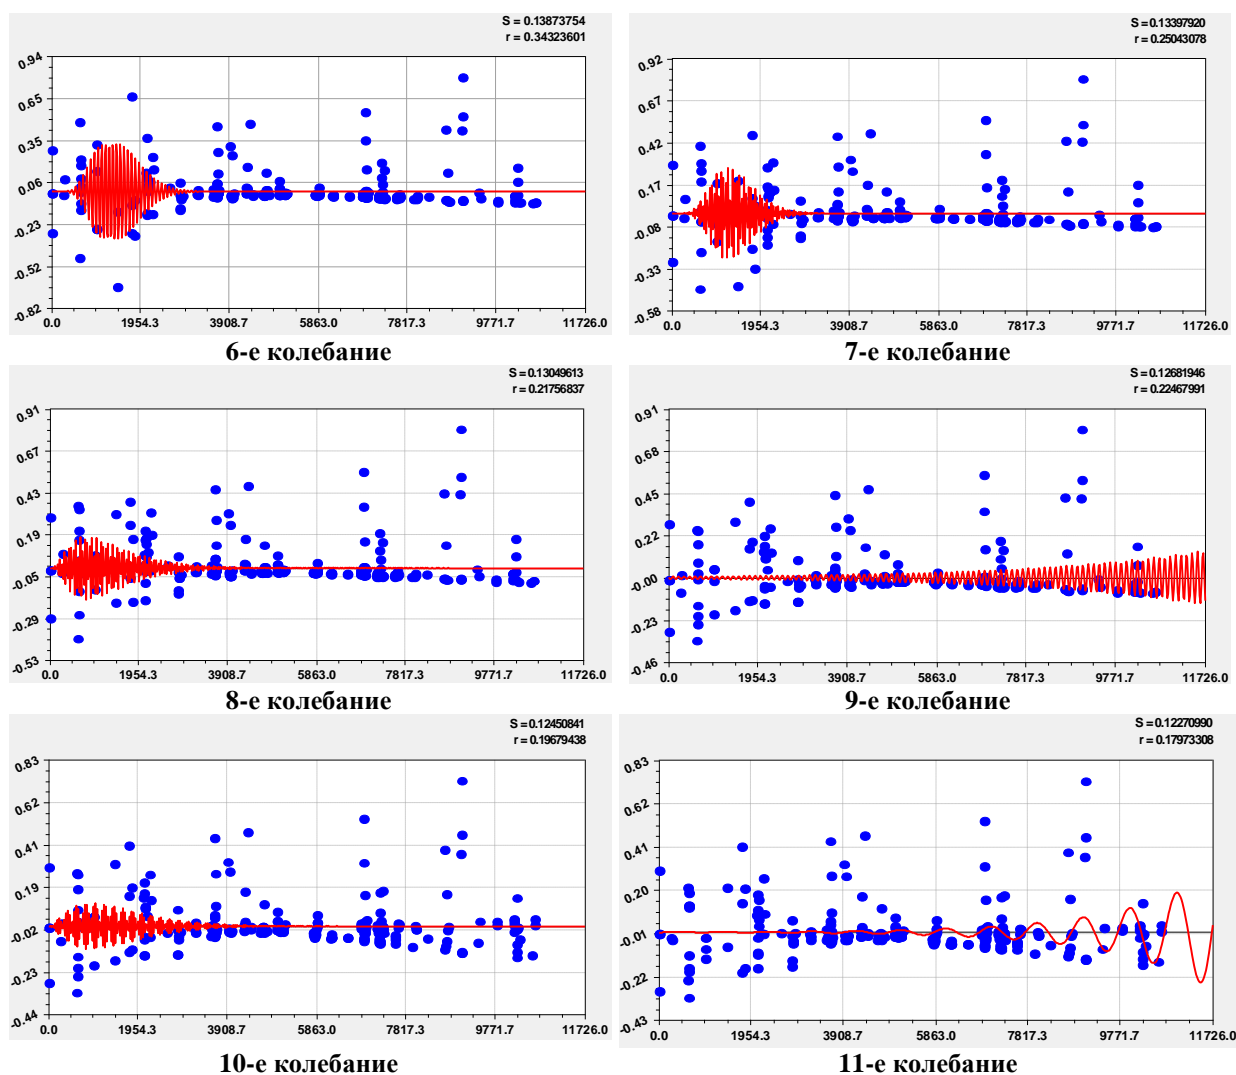 S = 0.13873754
r = 0.34323601
0.94
0.65
0.35
0.06
-0.23
-0.52
-0.82
0.0 1954.3 3908.7 5863.0 7817.3 9771.7 11726.0
6-е колебание
S = 0.13397920
r = 0.25043078
0.92
0.67
0.42
0.17
-0.08
-0.33
-0.58
0.0 1954.3 3908.7 5863.0 7817.3 9771.7 11726.0
7-е колебание
S = 0.13049613
r = 0.21756837
0.91
0.67
0.43
0.19
-0.05
-0.29
-0.53
0.0 1954.3 3908.7 5863.0 7817.3 9771.7 11726.0
8-е колебание
S = 0.12681946
r = 0.22467991
0.91
0.68
0.45
0.22
-0.00
-0.23
-0.46
0.0 1954.3 3908.7 5863.0 7817.3 9771.7 11726.0
9-е колебание
S = 0.12450841
r = 0.19679438
0.83
0.62
0.41
0.19
-0.02
-0.23
-0.44
0.0 1954.3 3908.7 5863.0 7817.3 9771.7 11726.0
10-е колебание
S = 0.12270990
r = 0.17973308
0.83
0.62
0.41
0.20
-0.01
-0.22
-0.43
0.0 1954.3 3908.7 5863.0 7817.3 9771.7 11726.0
11-е колебание